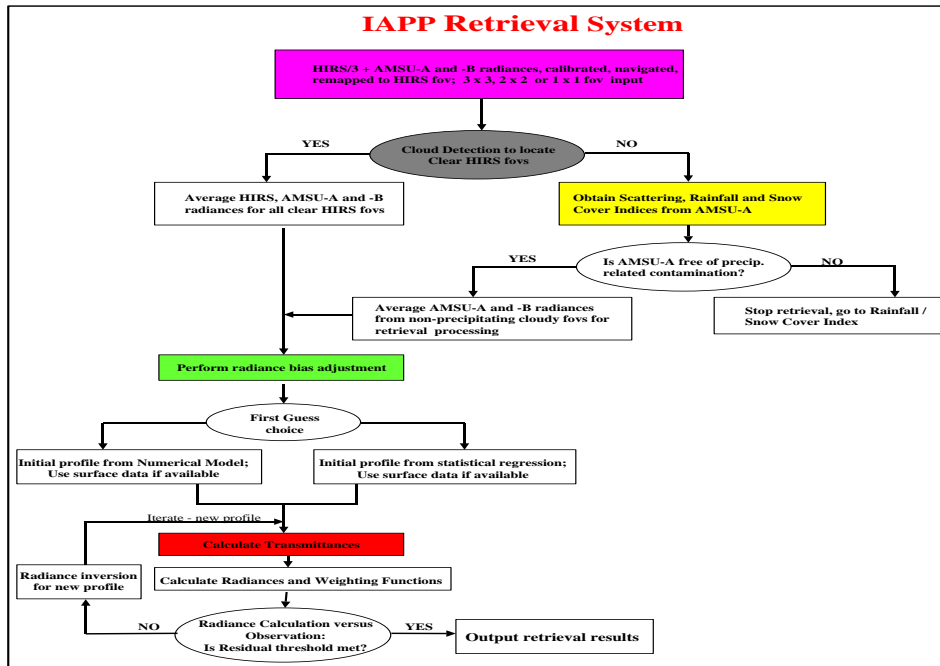 IAPP Retrieval System
HIRS/3 + AMSU-A and -B radiances, calibrated, navigated,
remapped to HIRS fov; 3 x 3, 2 x 2 or 1 x 1 fov input
YES
Cloud Detection to locate
Clear HIRS fovs
NO
Average HIRS, AMSU-A and -B
radiances for all clear HIRS fovs
Obtain Scattering, Rainfall and Snow
Cover Indices from AMSU-A
YES
Is AMSU-A free of precip.
related contamination?
NO
Average AMSU-A and -B radiances
from non-precipitating cloudy fovs for
retrieval processing
Stop retrieval, go to Rainfall /
Snow Cover Index
Perform radiance bias adjustment
First Guess
choice
Initial profile from Numerical Model;
Use surface data if available
Initial profile from statistical regression;
Use surface data if available
Iterate - new profile
Calculate Transmittances
Radiance inversion
for new profile
Calculate Radiances and Weighting Functions
NO
Radiance Calculation versus
Observation:
Is Residual threshold met?
YES
Output retrieval results